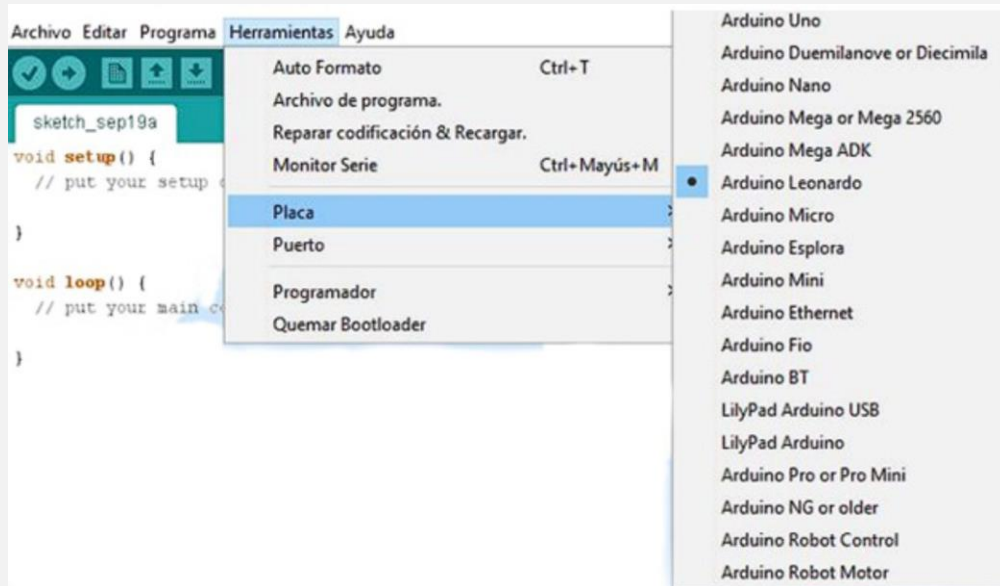 Archivo Editar Programa Herramientas Ayuda
sketch_sep19a
void setup() {
// put your setup
}
void loop() {
// put your main
}
Auto Formato Ctrl+T
Archivo de programa.
Reparar codificación & Recargar.
Monitor Serie Ctrl+Mayús+M
Placa
Puerto
Programador
Quemar Bootloader
Arduino Uno
Arduino Duemilanove or Diecimila
Arduino Nano
Arduino Mega or Mega 2560
Arduino Mega ADK
Arduino Leonardo
Arduino Micro
Arduino Esplora
Arduino Mini
Arduino Ethernet
Arduino Fio
Arduino BT
LilyPad Arduino USB
LilyPad Arduino
Arduino Pro or Pro Mini
Arduino NG or older
Arduino Robot Control
Arduino Robot Motor